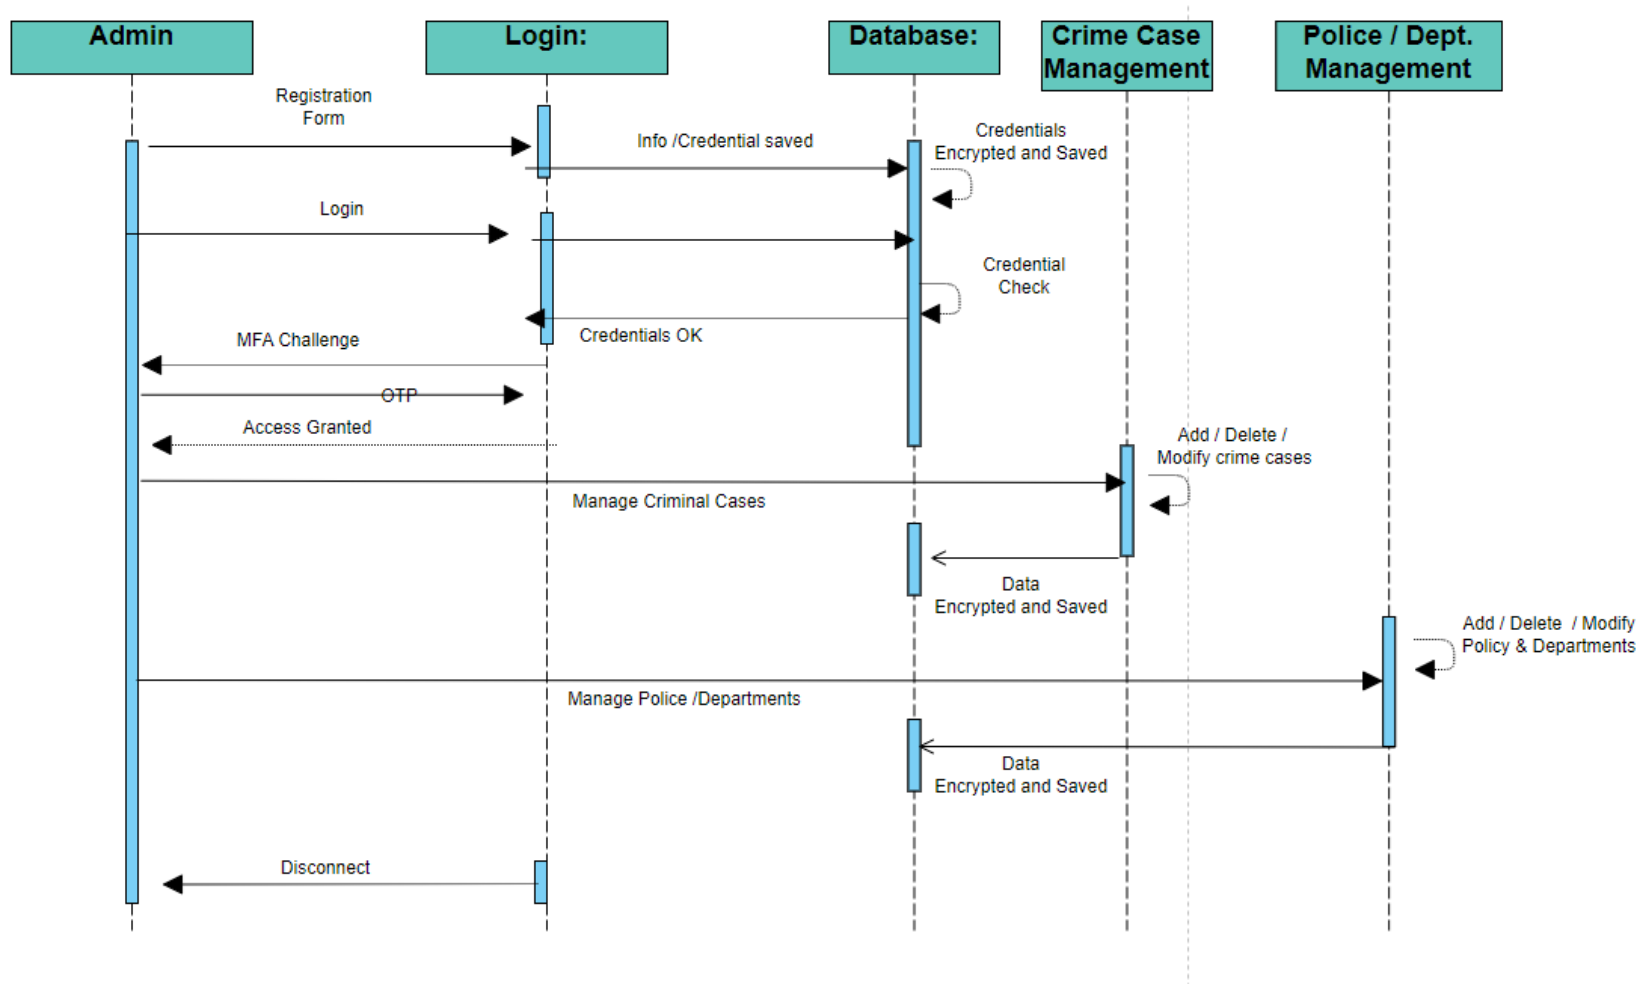 Admin
Login:
Database:
Crime Case
Management
Police / Dept.
Management
Registration
Form
Info /Credential saved
Credentials
Encrypted and Saved
Login
Credential
Check
Credentials OK
MFA Challenge
OTP
Access Granted
Add / Delete /
Modify crime cases
Manage Criminal Cases
Data
Encrypted and Saved
Add / Delete  / Modify
Policy & Departments
Manage Police /Departments
Data
Encrypted and Saved
Disconnect